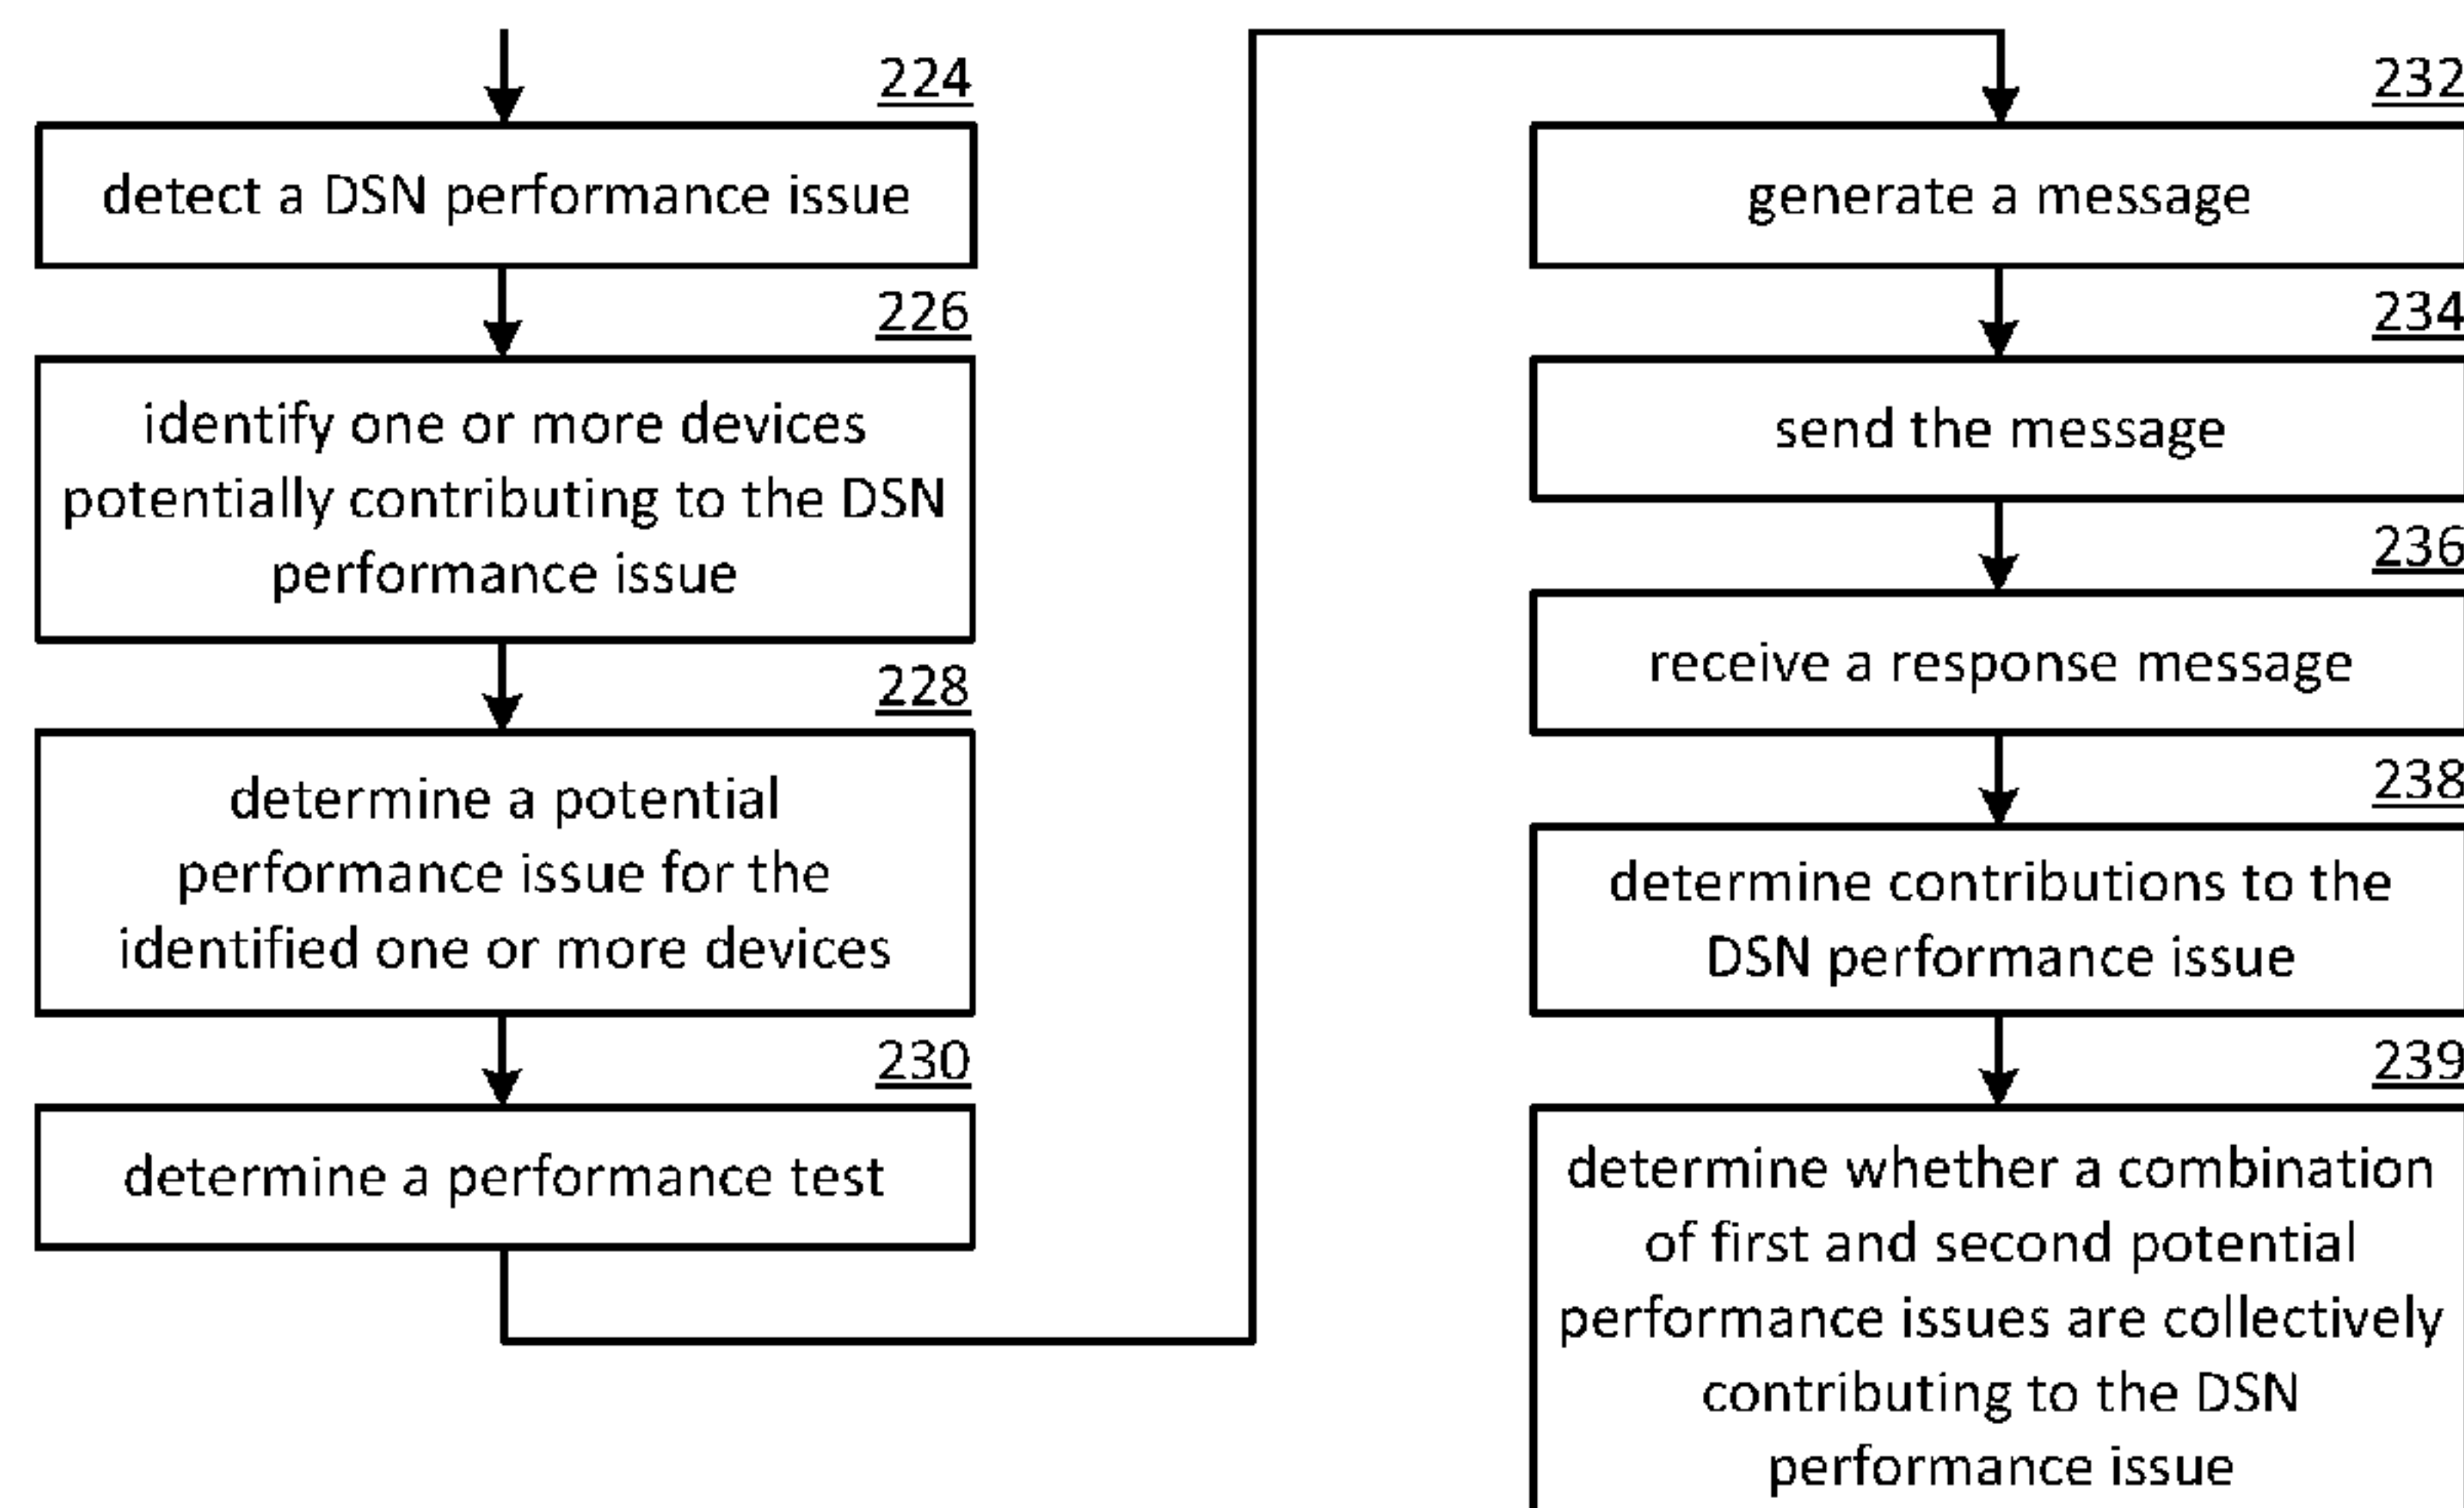 224
detect a DSN performance issue
226
identify one or more devices
potentially contributing to the DSN
performance issue
228
determine a potential
performance issue for the
identified one or more devices
230
determine a performance test
232
generate a message
234
send the message
236
receive a response message
238
determine contributions to the
DSN performance issue
239
determine whether a combination
of first and second potential
performance issues are collectively
contributing to the DSN
performance issue